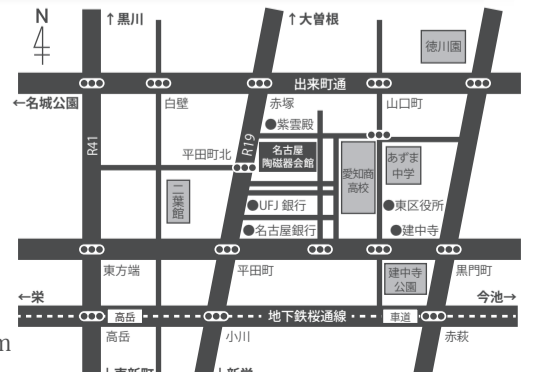 N
↑黒川
↑大曽根
徳川園
出来町通
←名城公園
白壁
赤塚
山口町
●紫雲殿
R41
R19
平田町北
名古屋
陶磁器会館
愛知商
高校
あずま
中学
二葉館
●UFJ 銀行
●東区役所
●名古屋銀行
●建中寺
東方端
平田町
建中寺
公園
黒門町
←栄
今池→
高岳
地下鉄桜通線
車道
高岳
小川
赤萩
m